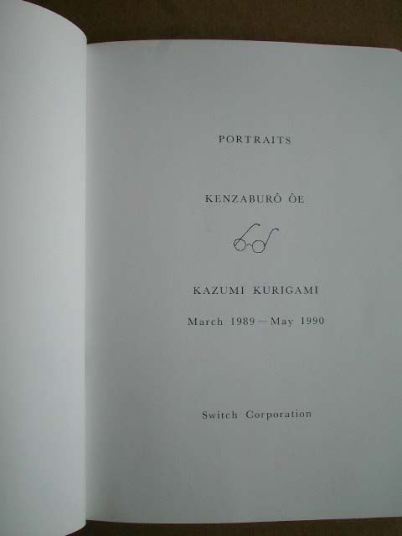 PORTRAITS
KENZABURÔ ÔE
KAZUMI KURIGAMI
March 1989—May 1990
Switch Corporation